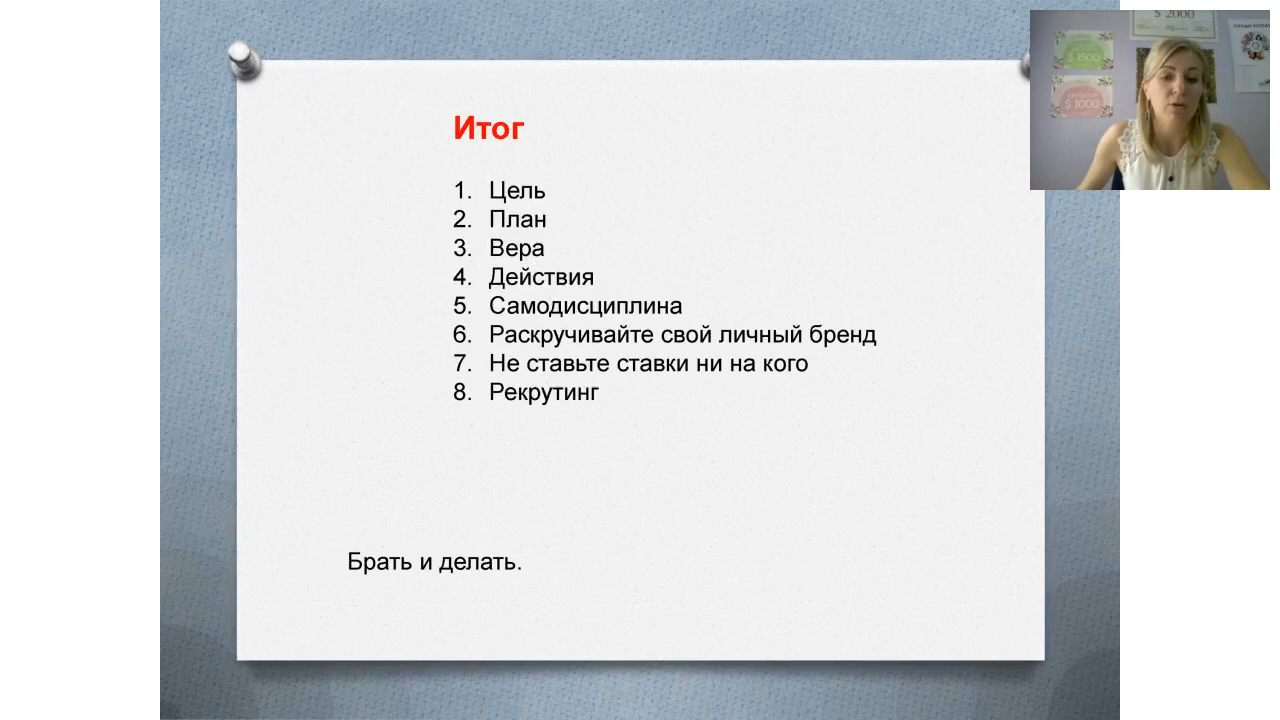 Итог
1. Цель
2. План
3. Вера
4. Действия
5. Самодисциплина
6. Раскручивайте свой личный бренд
7. Не ставьте ставки ни на кого
8. Рекрутинг
Брать и делать.
$ 2000
$ 1500
$ 1000